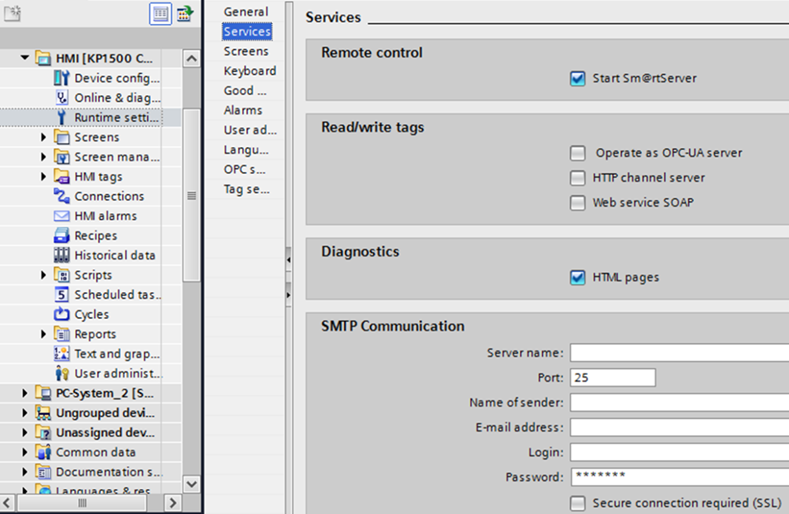 HMI [KP1500 C...
Device config...
Online & diag...
Runtime setti...
Screens
Screen mana...
HMI tags
Connections
HMI alarms
Recipes
Historical data
Scripts
Scheduled tas...
Cycles
Reports
Text and grap...
User administ...
PC-System_2 [S...
Ungrouped devi...
Unassigned dev...
Common data
Documentation s...
Languages & res...
General
Services
Screens
Keyboard
Good ...
Alarms
User ad...
Langu...
OPC s...
Tag se...
Services
Remote control
Start Sm@rtServer
Read/write tags
Operate as OPC-UA server
HTTP channel server
Web service SOAP
Diagnostics
HTML pages
SMTP Communication
Server name:
Port: 25
Name of sender:
E-mail address:
Login:
Password: *******
Secure connection required (SSL)